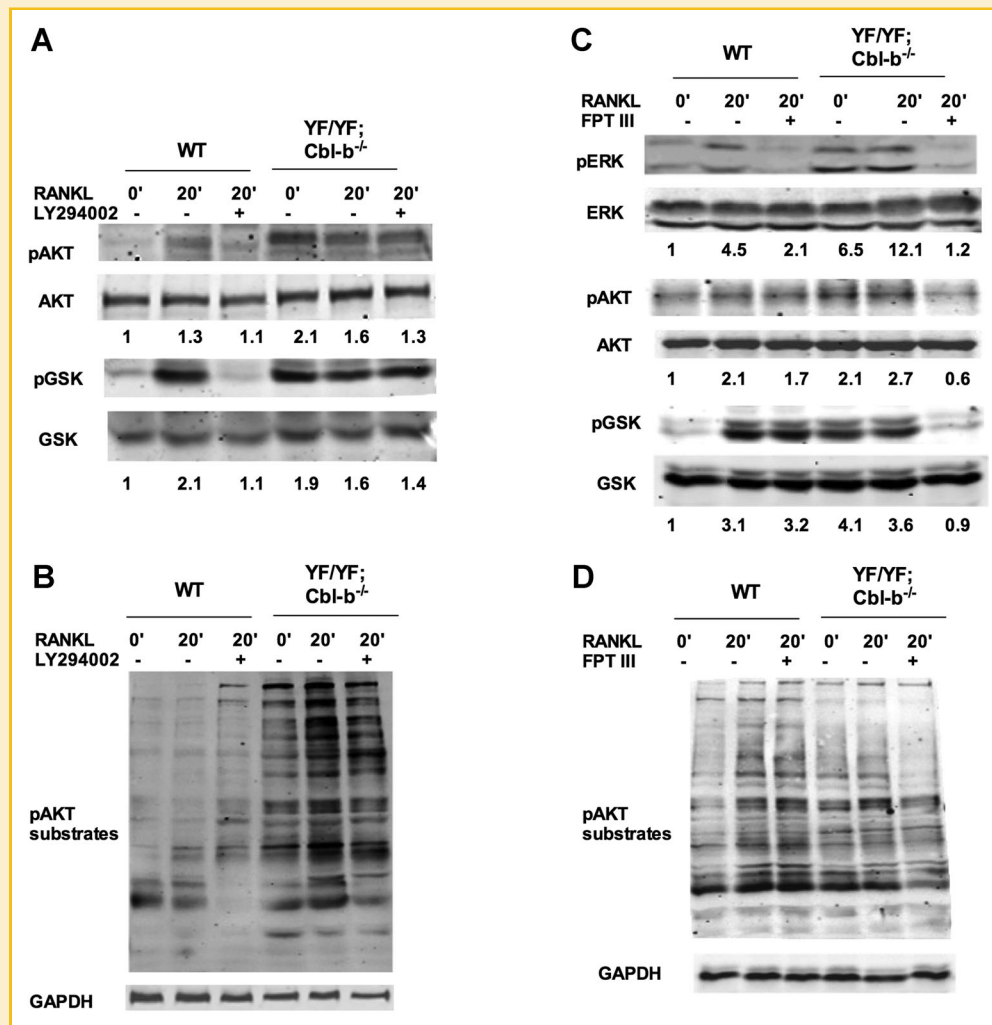 A
WT
YF/YF;
Cbl-b-/-
RANKL 0' 20' 20' 0' 20' 20'
LY294002 - - + - - +
pAKT
AKT
1 1.3 1.1 2.1 1.6 1.3
pGSK
GSK
1 2.1 1.1 1.9 1.6 1.4
B
WT
YF/YF;
Cbl-b-/-
RANKL 0' 20' 20' 0' 20' 20'
LY294002 - - + - - +
pAKT
substrates
GAPDH
C
WT
YF/YF;
Cbl-b-/-
RANKL 0' 20' 20' 0' 20' 20'
FPT III - - + - - +
pERK
ERK
1 4.5 2.1 6.5 12.1 1.2
pAKT
AKT
1 2.1 1.7 2.1 2.7 0.6
pGSK
GSK
1 3.1 3.2 4.1 3.6 0.9
D
WT
YF/YF;
Cbl-b-/-
RANKL 0' 20' 20' 0' 20' 20'
FPT III - - + - - +
pAKT
substrates
GAPDH